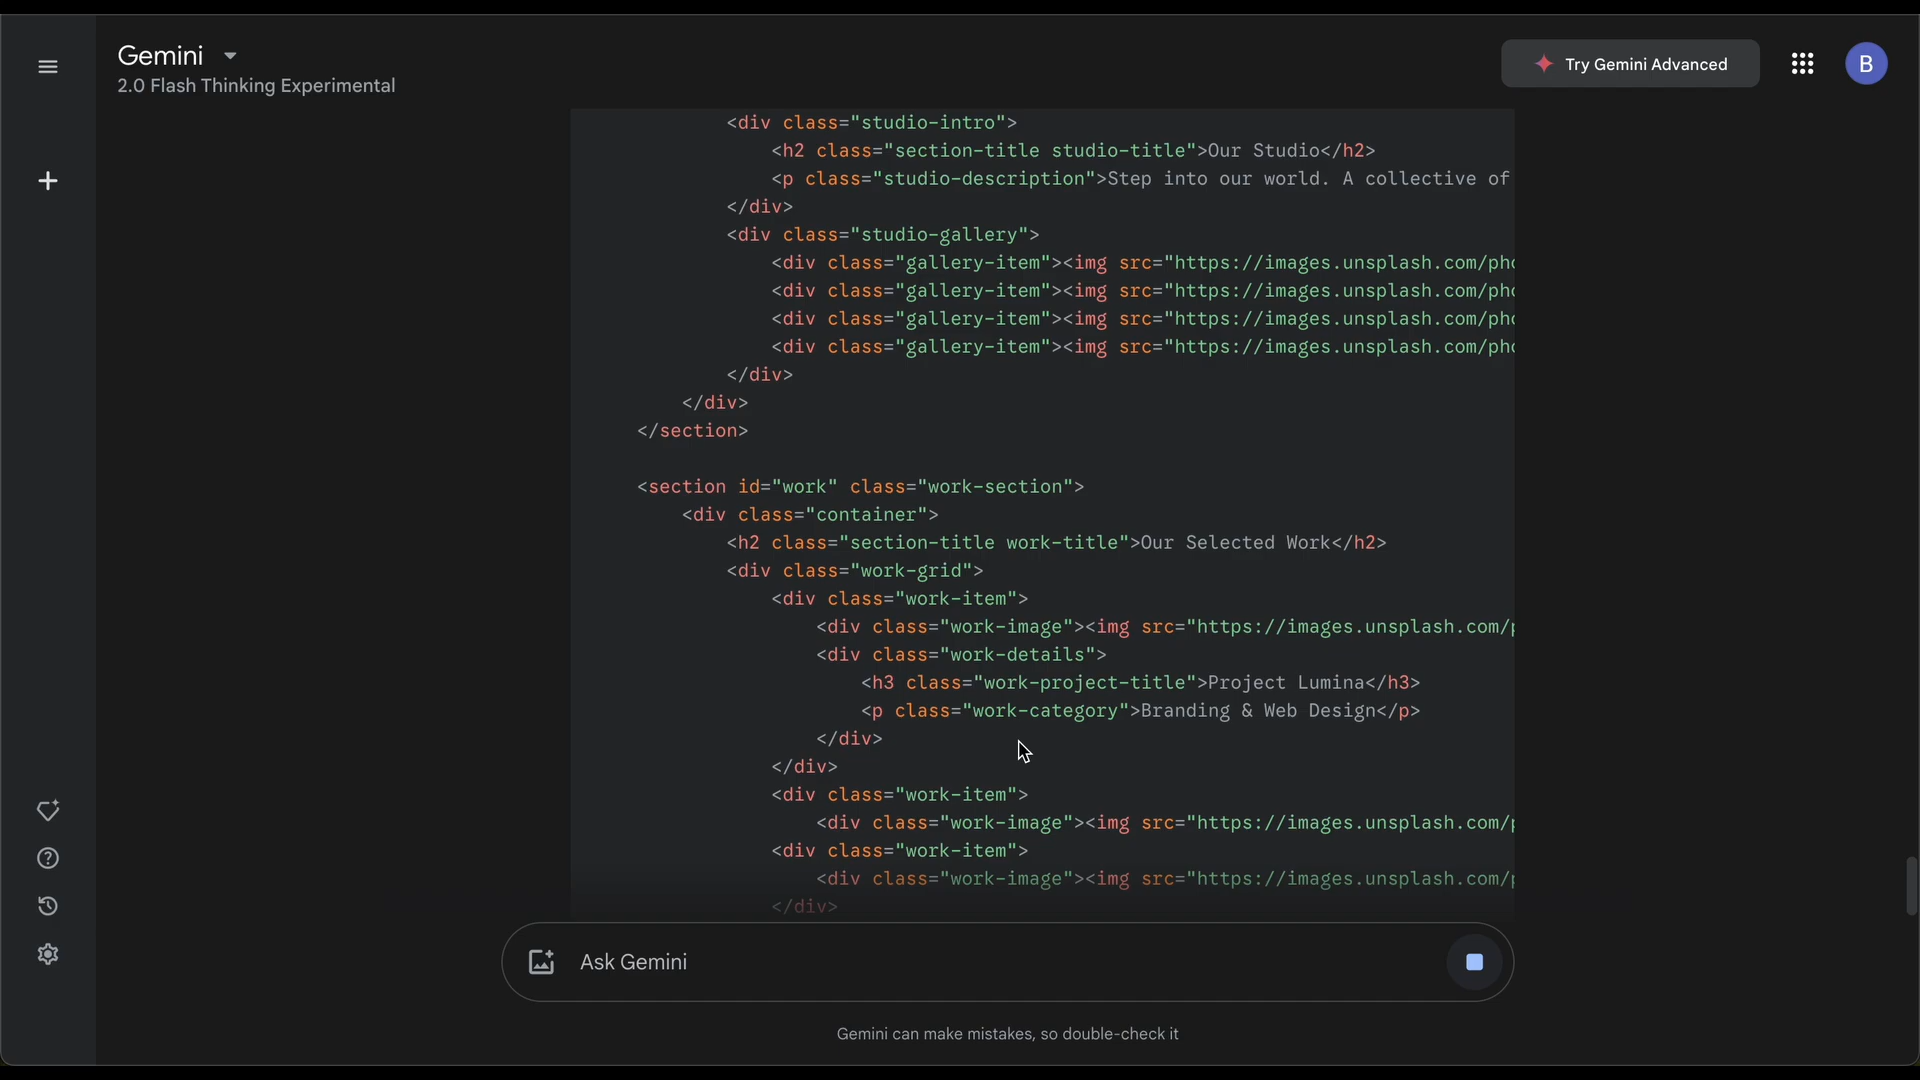 Gemini
2.0 Flash Thinking Experimental
Try Gemini Advanced
B
<div class="studio-intro">
<h2 class="section-title studio-title">Our Studio</h2>
<p class="studio-description">Step into our world. A collective of
</div>
<div class="studio-gallery">
<div class="gallery-item"><img src="https://images.unsplash.com/pho
<div class="gallery-item"><img src="https://images.unsplash.com/pho
<div class="gallery-item"><img src="https://images.unsplash.com/pho
<div class="gallery-item"><img src="https://images.unsplash.com/pho
</div>
</div>
</section>
<section id="work" class="work-section">
<div class="container">
<h2 class="section-title work-title">Our Selected Work</h2>
<div class="work-grid">
<div class="work-item">
<div class="work-image"><img src="https://images.unsplash.com/p
<div class="work-details">
<h3 class="work-project-title">Project Lumina</h3>
<p class="work-category">Branding & Web Design</p>
</div>
</div>
<div class="work-item">
<div class="work-image"><img src="https://images.unsplash.com/p
<div class="work-item">
<div class="work-image"><img src="https://images.unsplash.com/p
</div>
Ask Gemini
Gemini can make mistakes, so double-check it